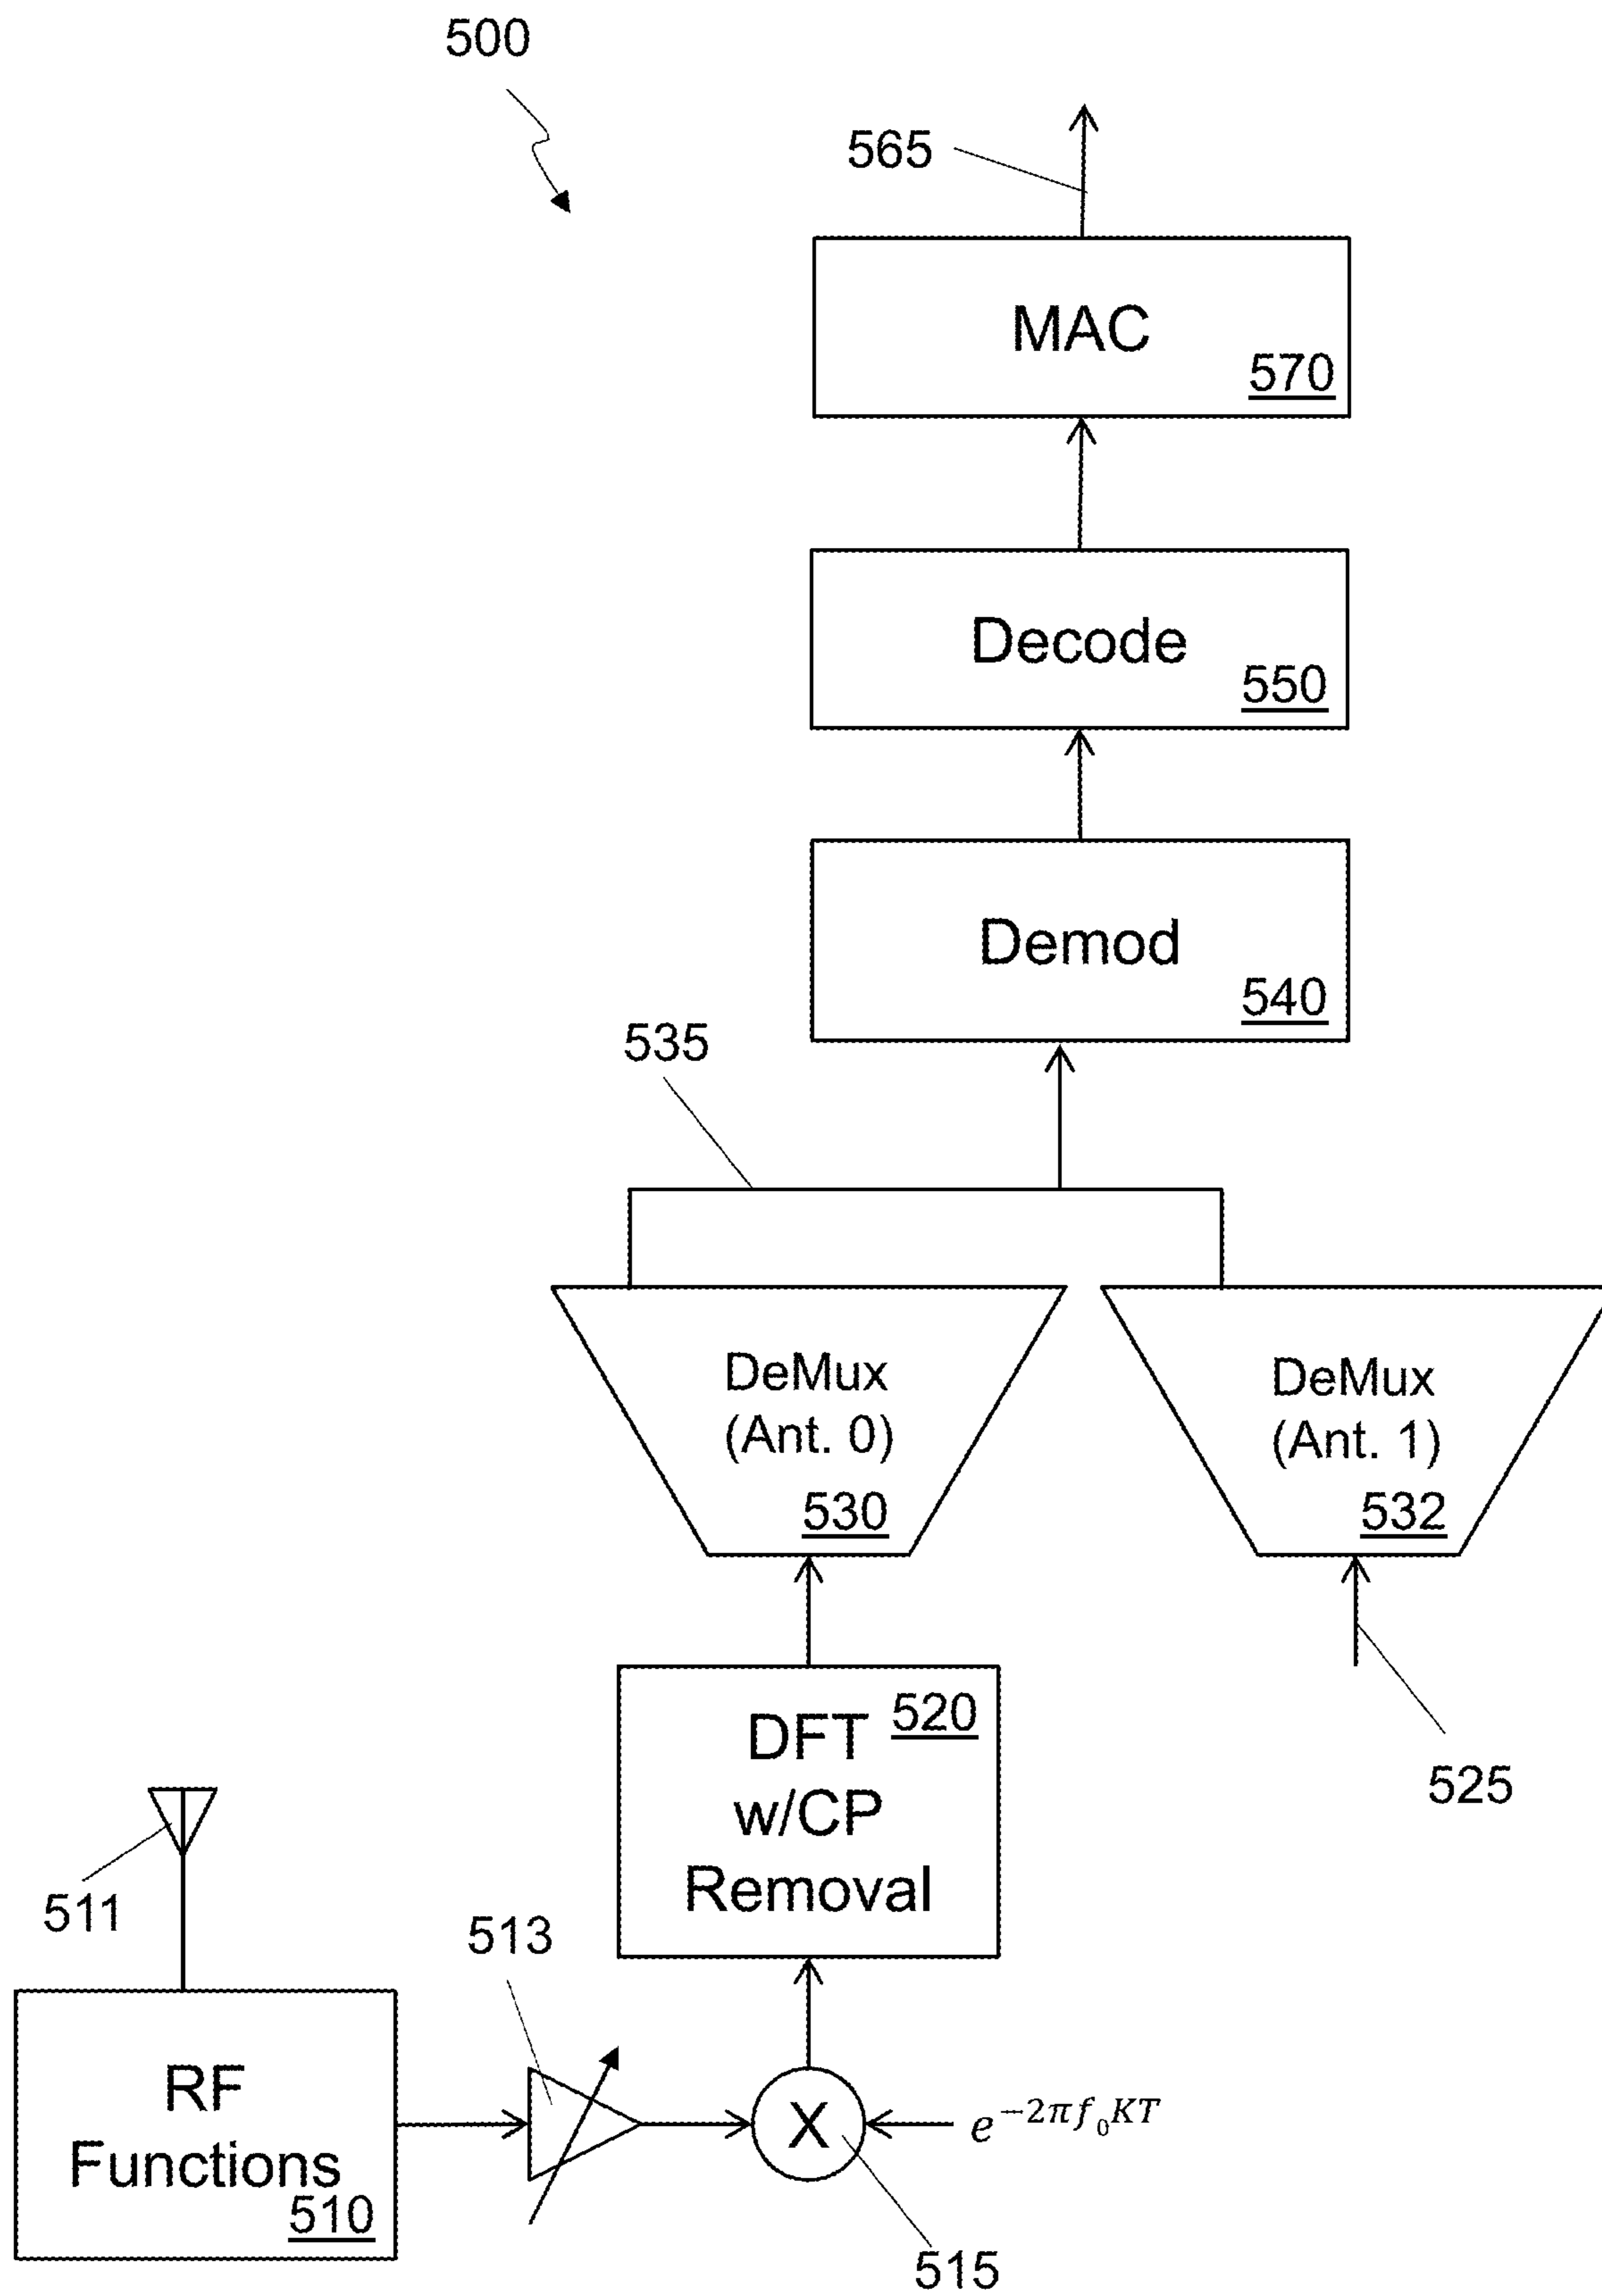 500
565
MAC
570
Decode
550
Demod
540
535
DeMux
(Ant. 0)
530
DeMux
(Ant. 1)
532
520
DFT
w/CP
Removal
525
511
513
RF
Functions
510
X
e^{-2πf_0KT}
515